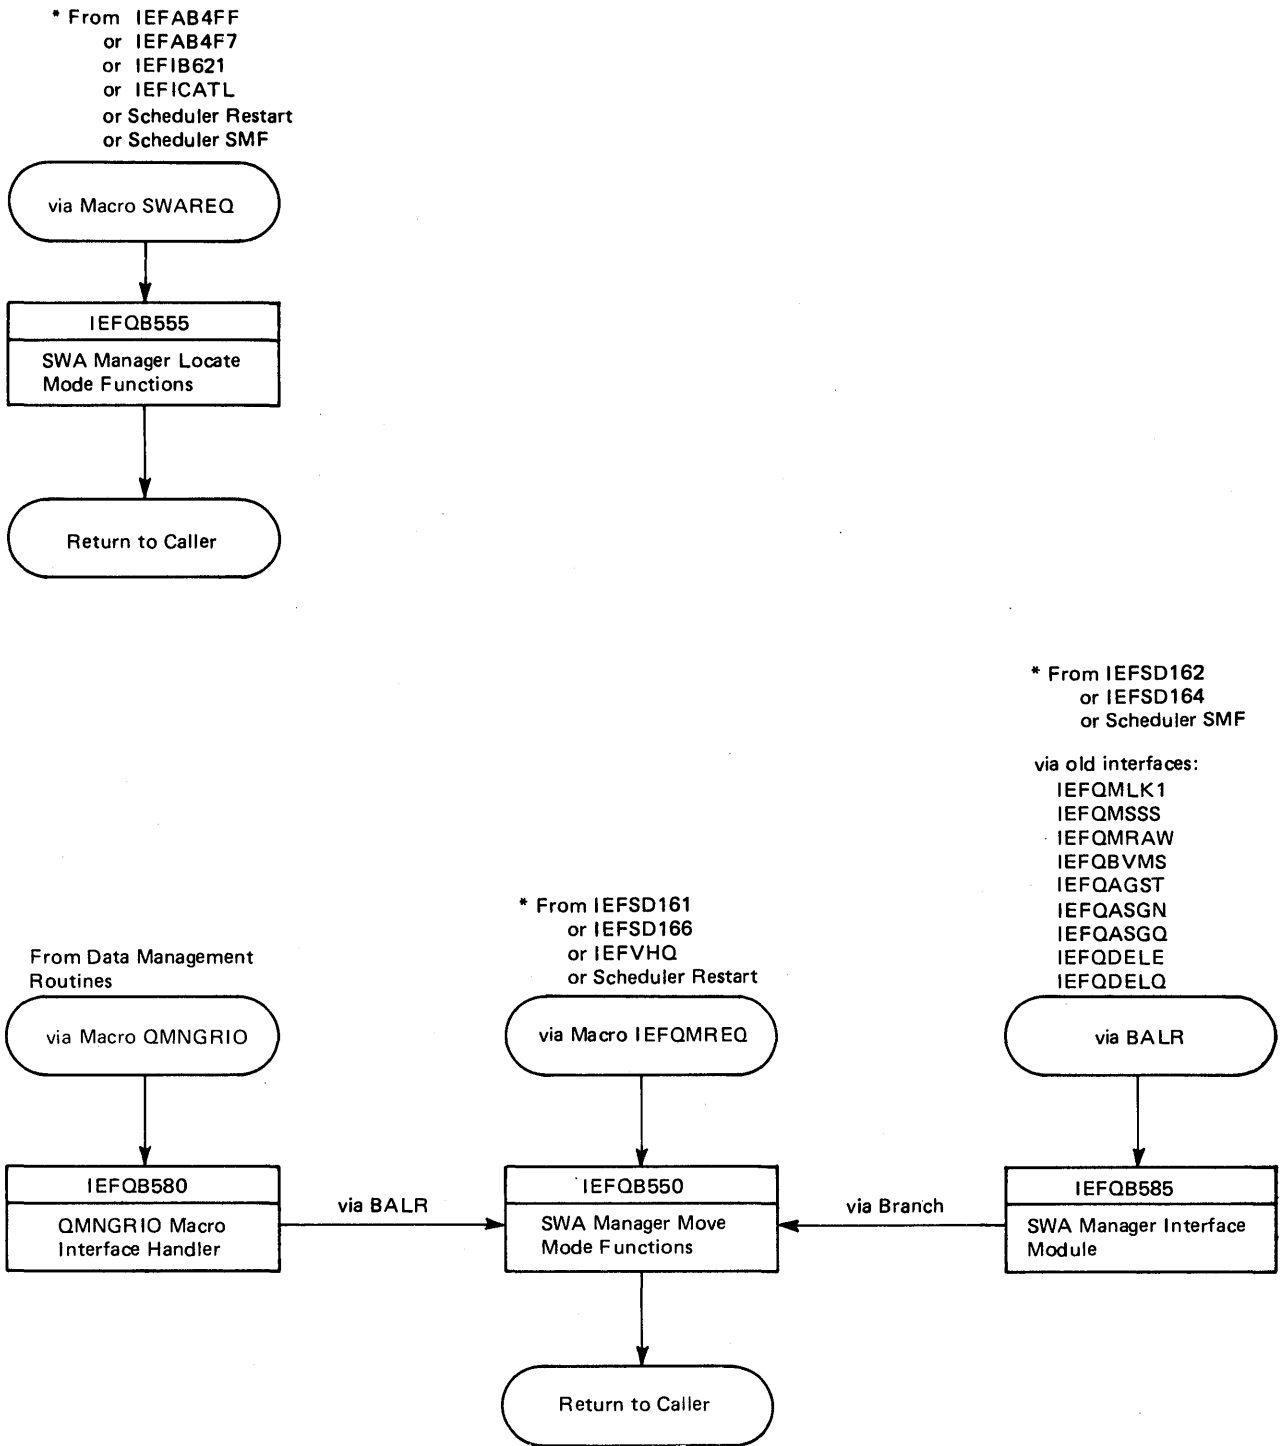 * From IEFAB4FF
or IEFAB4F7
or IEFIB621
or IEFICATL
or Scheduler Restart
or Scheduler SMF
via Macro SWAREQ
IEFQB555
SWA Manager Locate
Mode Functions
Return to Caller
* From IEFSD162
or IEFSD164
or Scheduler SMF
via old interfaces:
IEFQMLK1
IEFQMSSS
IEFQMRAW
IEFQBVMS
IEFQAGST
IEFQASGN
IEFQASGQ
IEFQDELE
IEFQDELQ
via BALR
* From IEFSD161
or IEFSD166
or IEFVHQ
or Scheduler Restart
via Macro IEFQMREQ
From Data Management
Routines
via Macro QMNGRIO
IEFQB580
QMNGRIO Macro
Interface Handler
via BALR
IEFQB550
SWA Manager Move
Mode Functions
via Branch
IEFQB585
SWA Manager Interface
Module
Return to Caller